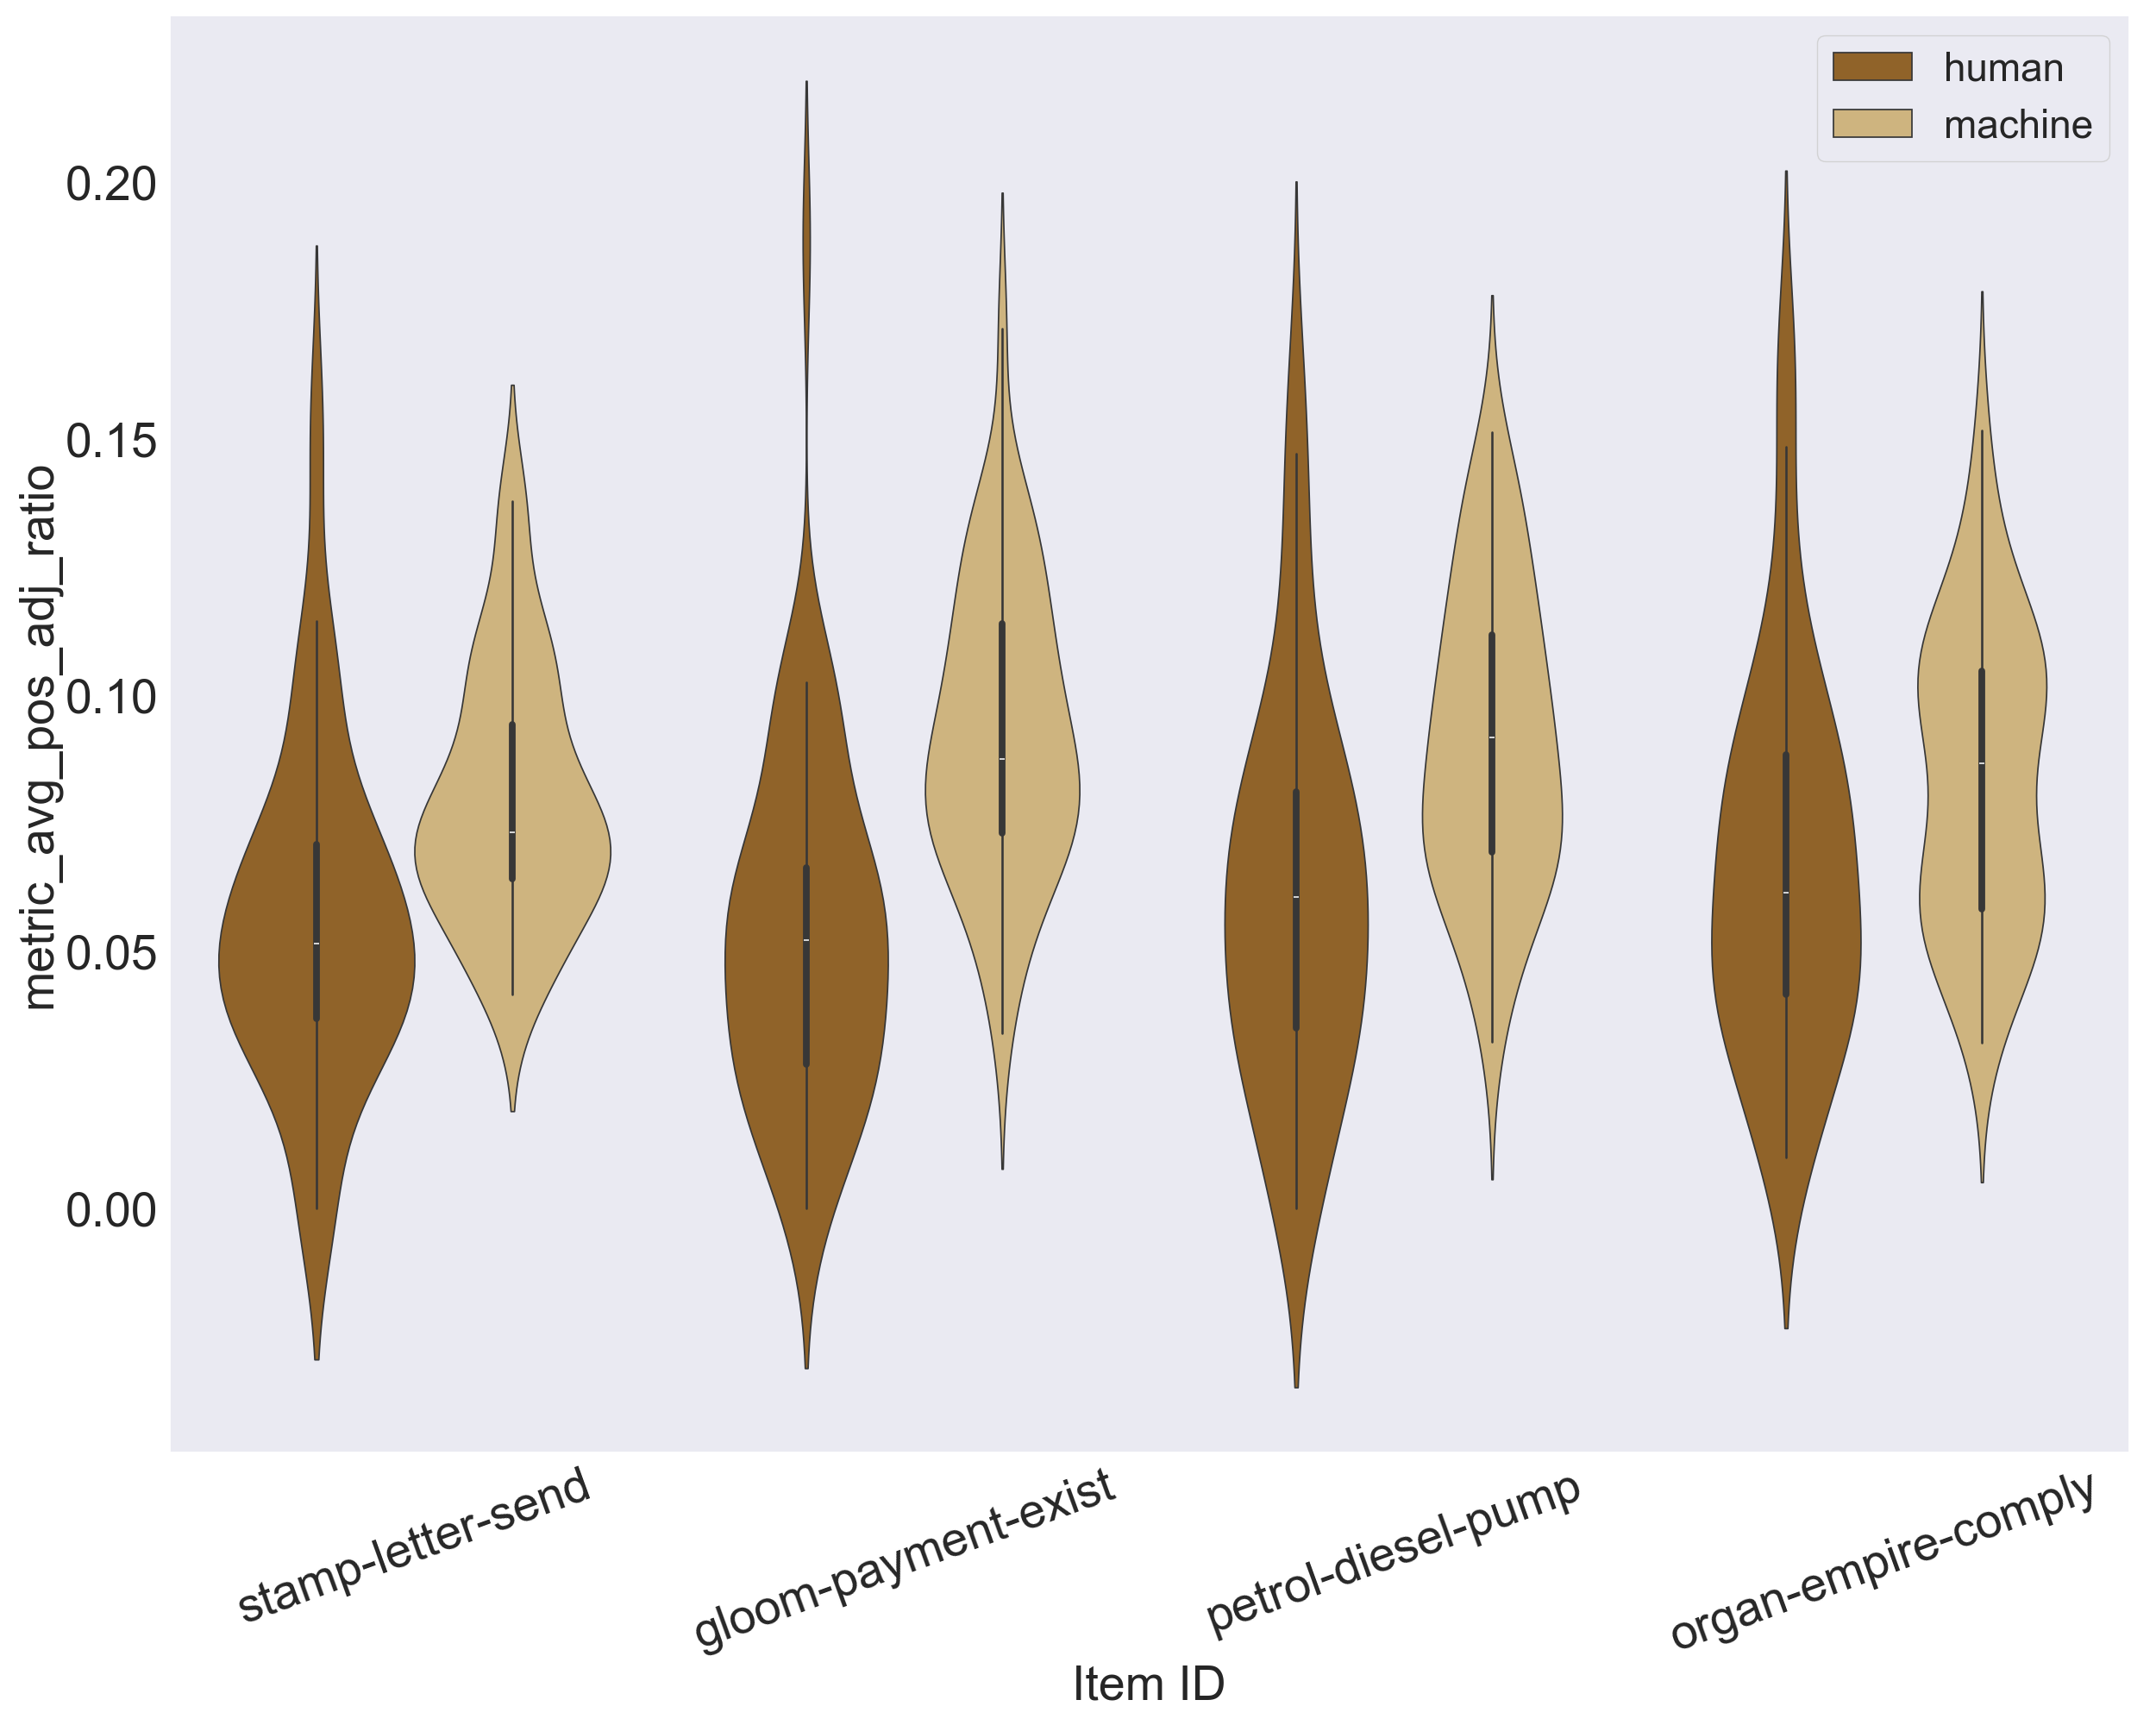 human
machine
0.20
0.15
0.10
0.05
0.00
metric_avg_pos_adj_ratio
stamp-letter-send
gloom-payment-exist
petrol-diesel-pump
organ-empire-comply
Item ID